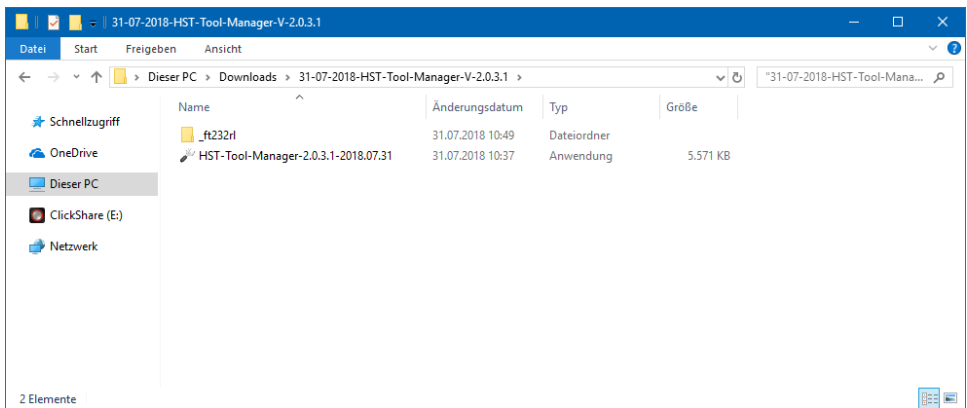 31-07-2018-HST-Tool-Manager-V-2.0.3.1
Datei Start Freigeben Ansicht
Dieser PC > Downloads > 31-07-2018-HST-Tool-Manager-V-2.0.3.1 > "31-07-2018-HST-Tool-Mana...
Name Änderungsdatum Typ Größe
Schnellzugriff
_ft232rl 31.07.2018 10:49 Dateiordner
OneDrive
HST-Tool-Manager-2.0.3.1-2018.07.31 31.07.2018 10:37 Anwendung 5.571 KB
Dieser PC
ClickShare (E:)
Netzwerk
2 Elemente